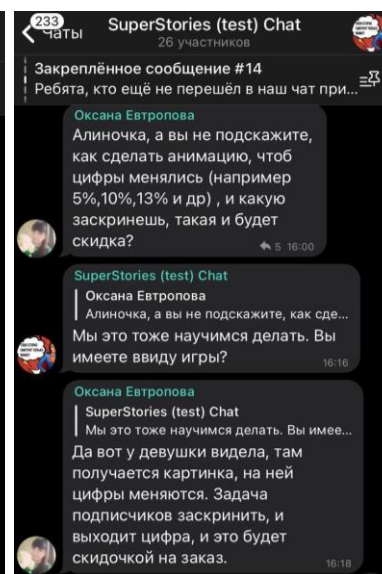 233
Чаты
SuperStories (test) Chat
26 участников
Закреплённое сообщение #14
Ребята, кто ещё не перешёл в наш чат при...
Оксана Евтропова
Алиночка, а вы не подскажите,
как сделать анимацию, чтоб
цифры менялись (например
5%,10%,13% и др) , и какую
заскринешь, такая и будет
скидка?
5 16:00
SuperStories (test) Chat
Оксана Евтропова
Алиночка, а вы не подскажите, как сде...
Мы это тоже научимся делать. Вы
имеете ввиду игры?
16:16
Оксана Евтропова
SuperStories (test) Chat
Мы это тоже научимся делать. Вы имее...
Да вот у девушки видела, там
получается картинка, на ней
цифры меняются. Задача
подписчиков заскринить, и
выходит цифра, и это будет
скидочкой на заказ.
16:18